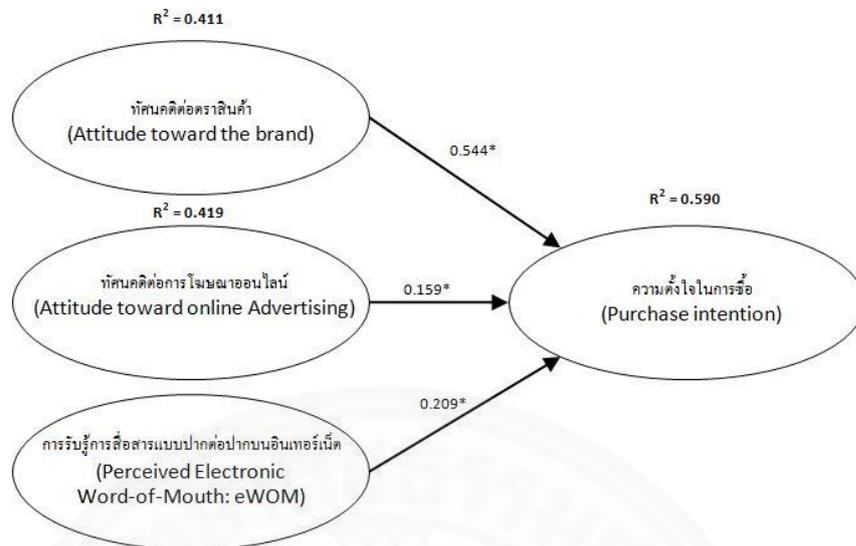 R² = 0.411
ทัศนคติต่อตราสินค้า
(Attitude toward the brand)
0.544*
R² = 0.419
R² = 0.590
ทัศนคติต่อการโฆษณาออนไลน์
(Attitude toward online Advertising)
0.159*
ความตั้งใจในการซื้อ
(Purchase intention)
0.209*
การรับรู้การสื่อสารแบบปากต่อปากบนอินเทอร์เน็ต
(Perceived Electronic
Word-of-Mouth: eWOM)